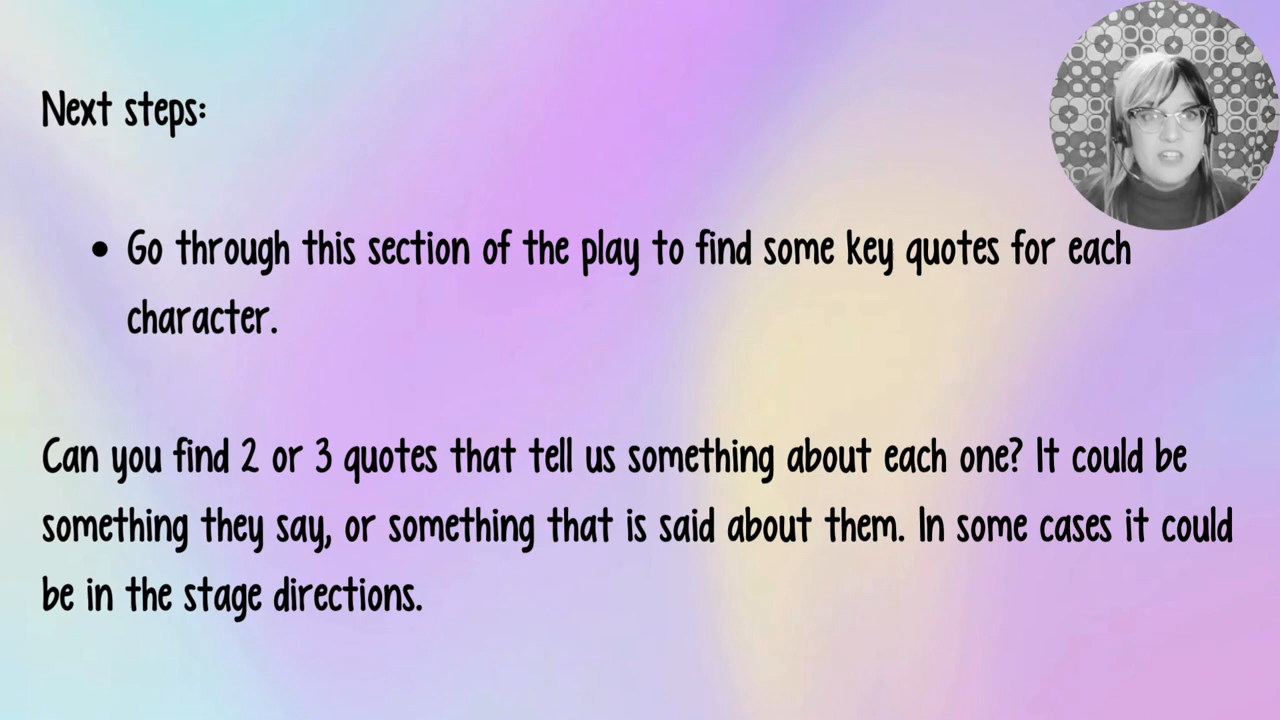 Next steps:
• Go through this section of the play to find some key quotes for each
character.
Can you find 2 or 3 quotes that tell us something about each one? It could be
something they say, or something that is said about them. In some cases it could
be in the stage directions.